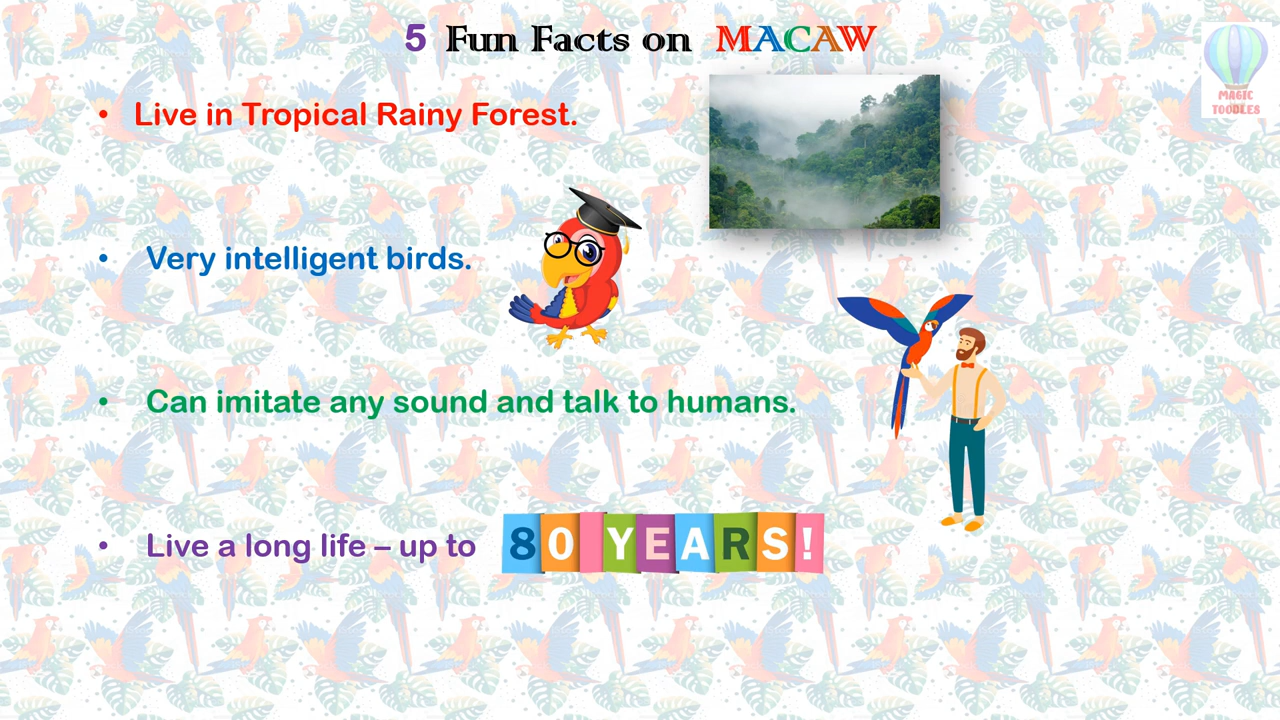 5 Fun Facts on MACAW
MAGIC
TOODLES
• Live in Tropical Rainy Forest.
• Very intelligent birds.
• Can imitate any sound and talk to humans.
• Live a long life – up to 80 YEARS!